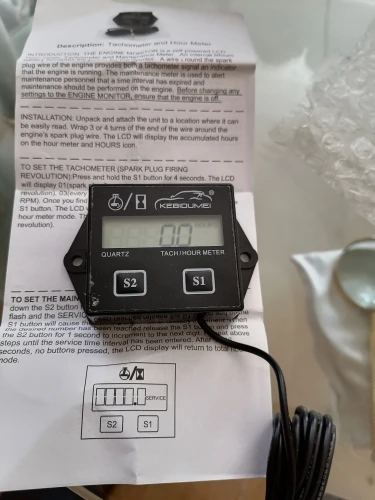 Description: Tachometer and Hour Meter
INTRODUCTION: THE ENGINE MONITOR is a self-powered LCD
plug wire of the engine provides both a tachometer signal an indicator
that the engine is running. The maintenance meter is used to alert
maintenance personnel that a time interval has expired and
maintenance should be performed on the engine. Before changing any
settings to the ENGINE MONITOR, ensure that the engine is off.
INSTALLATION: Unpack and attach the unit to a location where it can
be easily read. Wrap 3 or 4 turns of the end of the wire around the
engine's spark plug wire. The LCD will display the accumulated hours
on the hour meter and HOURS icon.
TO SET THE TACHOMETER (SPARK PLUG FIRING
REVOLUTION):Press and hold the S1 button for 4 seconds. The LCD
will display 01(spark
revolution), 03(every
RPM). Once you find
S1 button. The LCD
hour meter mode. Th
revolution).
KEBIDUMEI®
0.0
QUARTZ
TACH/HOUR METER
S2
S1
TO SET THE MAIN
down the S2 button
flash and the SERVIC
S1 button will cause
the desired number has been reached release the S1 button and press
the S2 button for 1 second to increment to the next digit. above
steps until the service time interval has been entered. After
seconds, no buttons pressed, the LCD display will return to total
mode.
SERVICE
S2
S1